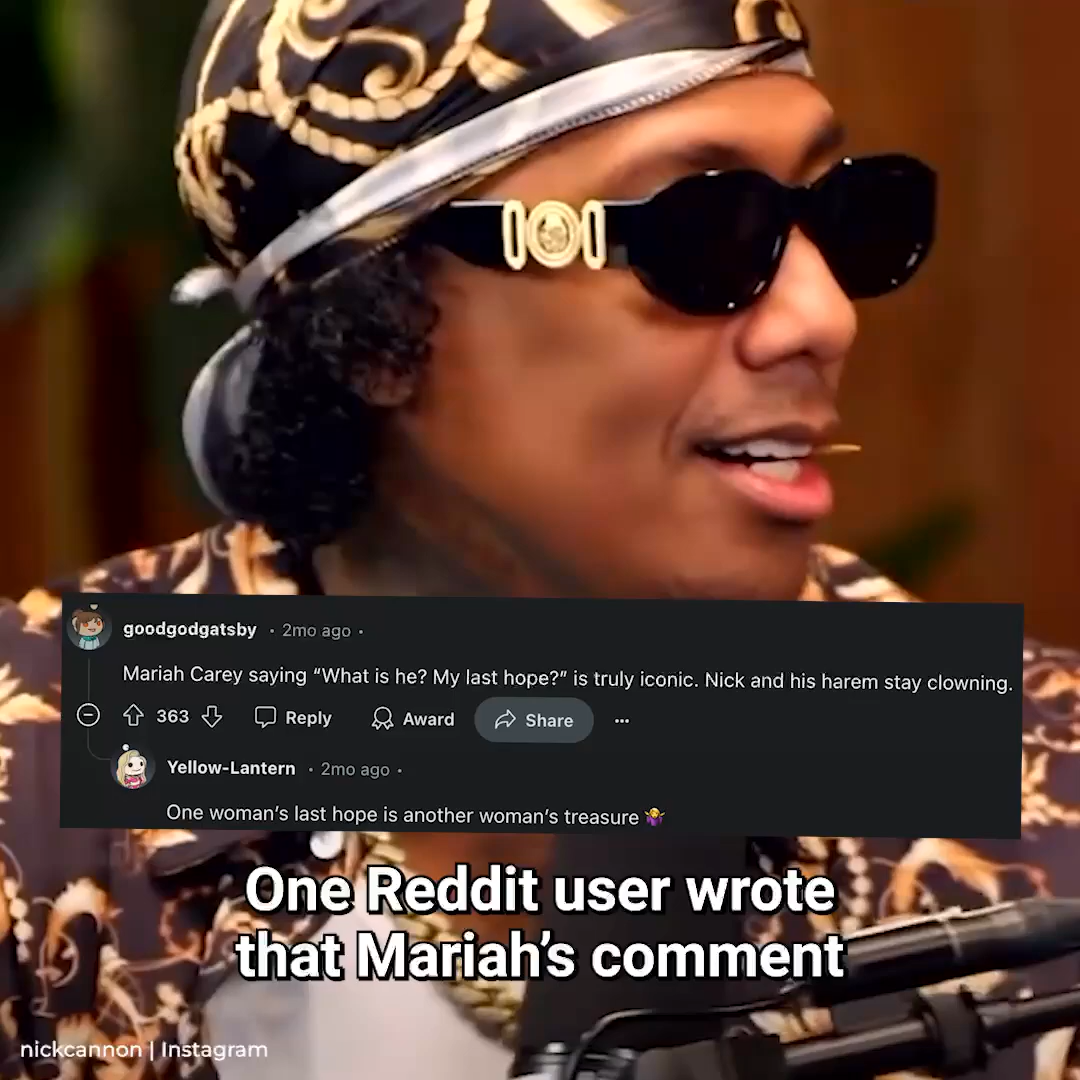 goodgodgatsby · 2mo ago ·
Mariah Carey saying “What is he? My last hope?” is truly iconic. Nick and his harem stay clowning.
363 Reply Award Share ...
Yellow-Lantern · 2mo ago ·
One woman’s last hope is another woman’s treasure 🤷‍♀️
One Reddit user wrote
that Mariah’s comment
nickcannon | Instagram